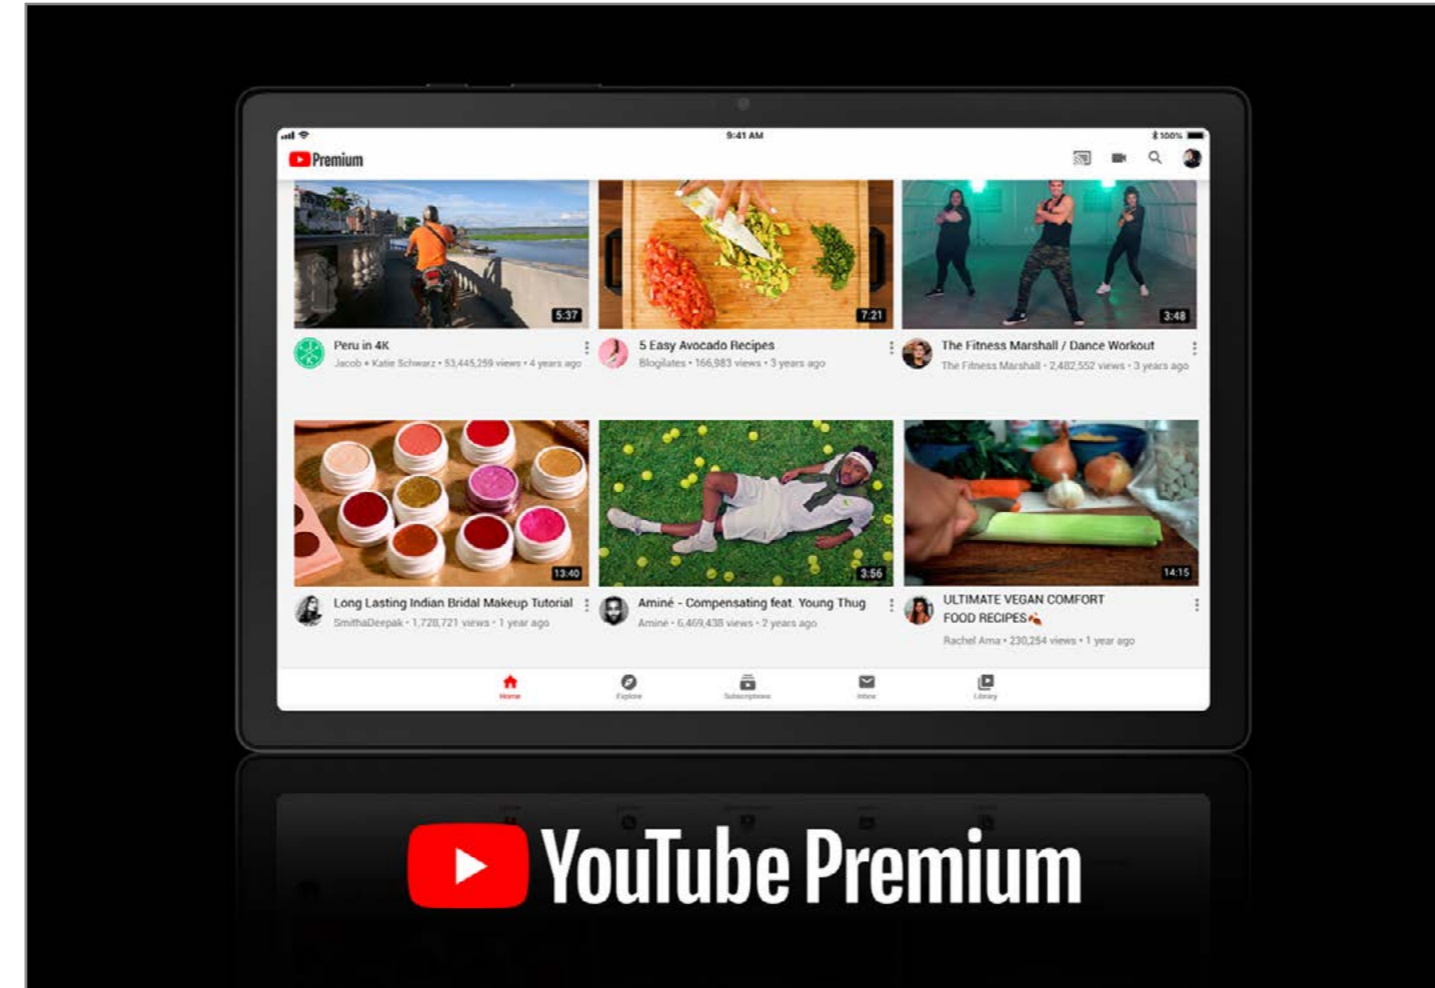 9:41 AM
100%
Premium
5:37
7:21
3:48
Peru in 4K
Jacob + Katie Schwarz • 53,445,259 views • 4 years ago
5 Easy Avocado Recipes
Blogilates • 166,983 views • 3 years ago
The Fitness Marshall / Dance Workout
The Fitness Marshall • 2,482,552 views • 3 years ago
13:40
3:56
14:15
Long Lasting Indian Bridal Makeup Tutorial
SmithaDeepak • 1,728,721 views • 1 year ago
Aminé - Compensating feat. Young Thug
Aminé • 6,469,438 views • 2 years ago
ULTIMATE VEGAN COMFORT
FOOD RECIPES🍂
Rachel Ama • 230,254 views • 1 year ago
Home
Explore
Subscriptions
Inbox
Library
YouTube Premium